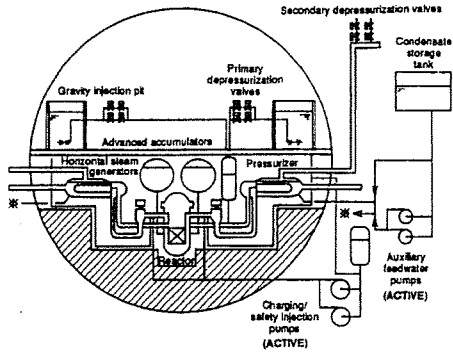 Secondary depressurization valves
Condensate
storage
tank
Primary
depressurization
valves
Gravity injection pit
Advanced accumulators
Horizonial steam
generators
Pressurizer
Reactor
※
※
Auxiliary
feedwater
pumps
(ACTIVE)
Charging/
safety injection
pumps
(ACTIVE)